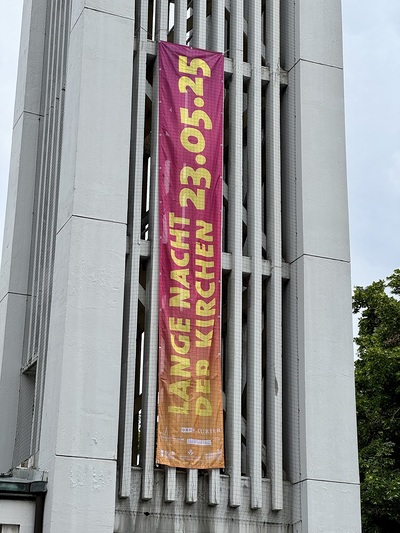 LANGE NACHT
DER KIRCHEN 23.05.25